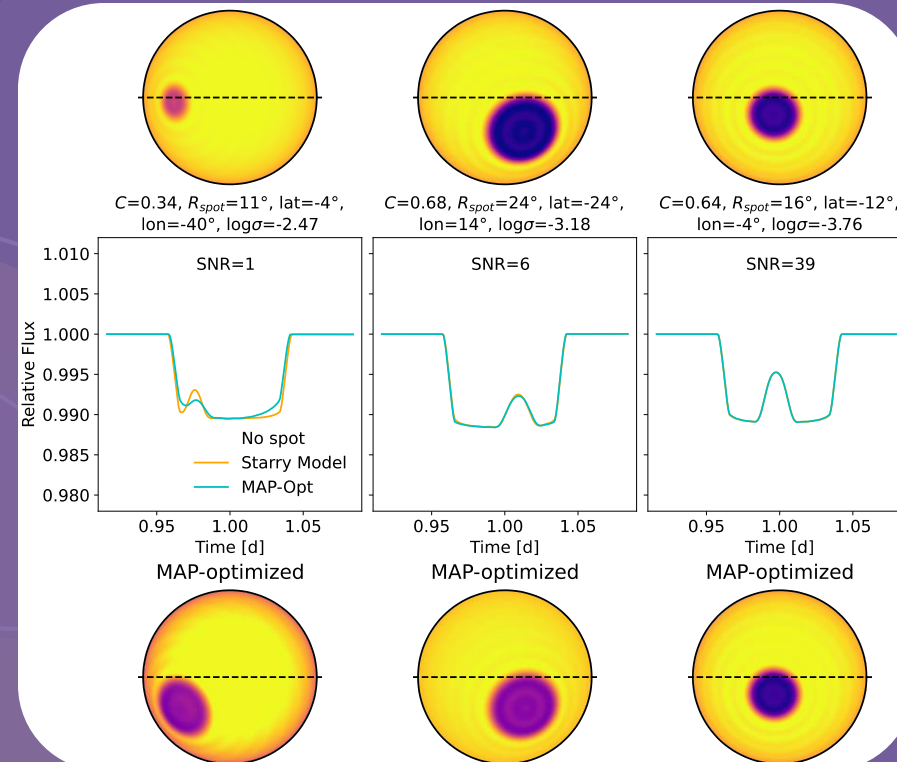 C=0.34, R_spot=11°, lat=-4°,
lon=-40°, logσ=-2.47
C=0.68, R_spot=24°, lat=-24°,
lon=14°, logσ=-3.18
C=0.64, R_spot=16°, lat=-12°,
lon=-4°, logσ=-3.76
Relative Flux
1.010
1.005
1.000
0.995
0.990
0.985
0.980
SNR=1
No spot
Starry Model
MAP-Opt
SNR=6
SNR=39
0.95 1.00 1.05
Time [d]
0.95 1.00 1.05
Time [d]
0.95 1.00 1.05
Time [d]
MAP-optimized
MAP-optimized
MAP-optimized